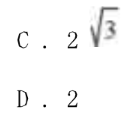 C . 2 √3
D . 2